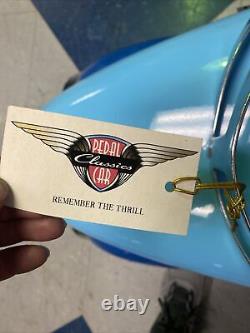 PEDAL
Classics
CAR
REMEMBER THE THRILL